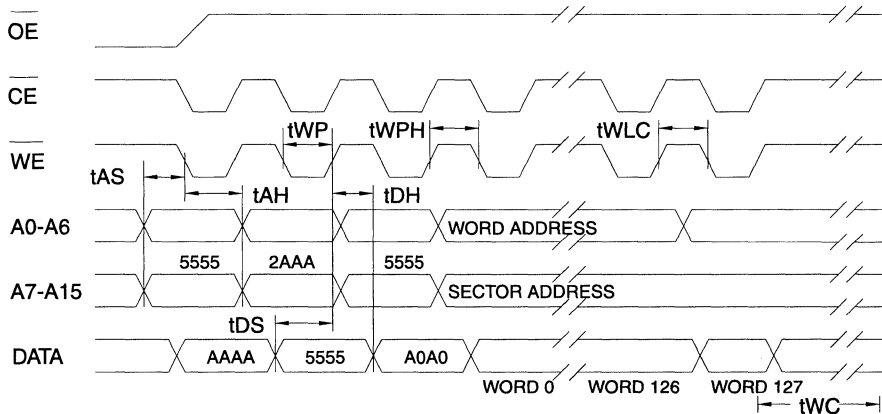 OE
CE
tWP tWPH tWLC
WE
tAS
tAH tDH
A0-A6 WORD ADDRESS
5555 2AAA 5555
A7-A15 SECTOR ADDRESS
tDS
DATA AAAA 5555 A0A0
WORD 0 WORD 126 WORD 127
tWC